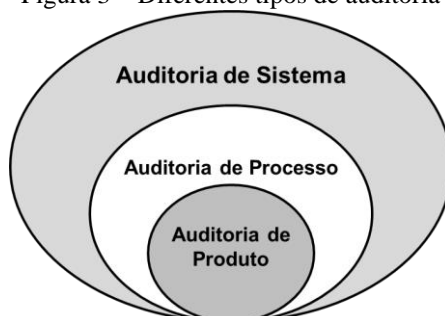 Figura 3 – Diferentes tipos de auditoria
Auditoria de Sistema
Auditoria de Processo
Auditoria de
Produto